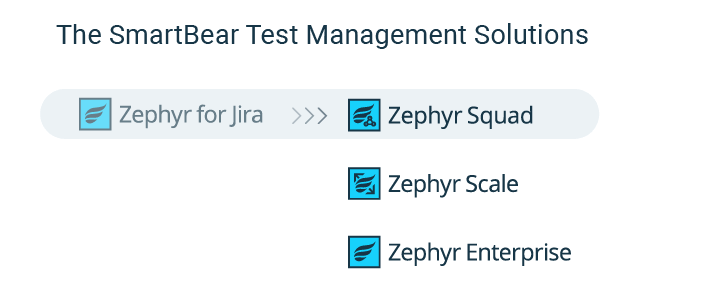 The SmartBear Test Management Solutions
Zephyr for Jira >>> Zephyr Squad
Zephyr Scale
Zephyr Enterprise